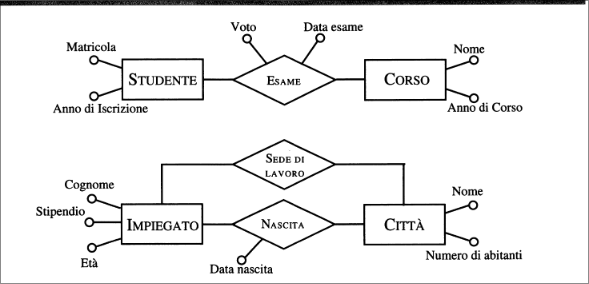 Voto
Data esame
Matricola
Nome
STUDENTE
ESAME
CORSO
Anno di Iscrizione
Anno di Corso
SEDE DI
LAVORO
Cognome
Nome
Stipendio
IMPIEGATO
NASCITA
CITTÀ
Età
Data nascita
Numero di abitanti